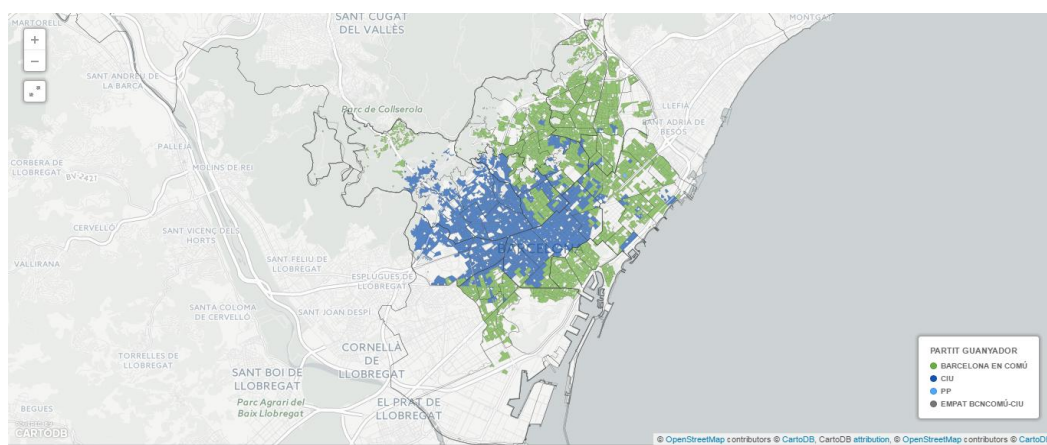 MARTORELL
SANT CUGAT
DEL VALLÈS
MONTGAT
+
−
SANT ANDREU DE
LA BARCA
Parc de Collserola
LLEFIÀ
SANT ADRIÀ DE
BESÒS
PALLEJÀ
CORBERA DE
LLOBREGAT
BV-2421
MOLINS DE REI
CERVELLÓ
SANT VICENÇ DELS
HORTS
BARCELONA
VALLIRANA
SANT FELIU DE
LLOBREGAT
ESPLUGUES DE
LLOBREGAT
SANTA COLOMA
DE CERVELLÓ
SANT JOAN DESPÍ
CORNELLÀ
DE
LLOBREGAT
TORRELLES DE
LLOBREGAT
SANT BOI DE
LLOBREGAT
Parc Agrari del
Baix Llobregat
EL PRAT DE
LLOBREGAT
BEGUES
CARTODB
PARTIT GUANYADOR
BARCELONA EN COMÚ
CIU
PP
EMPAT BCNCOMÚ-CIU
© OpenStreetMap contributors © CartoDB, CartoDB attribution, © OpenStreetMap contributors © CartoDB